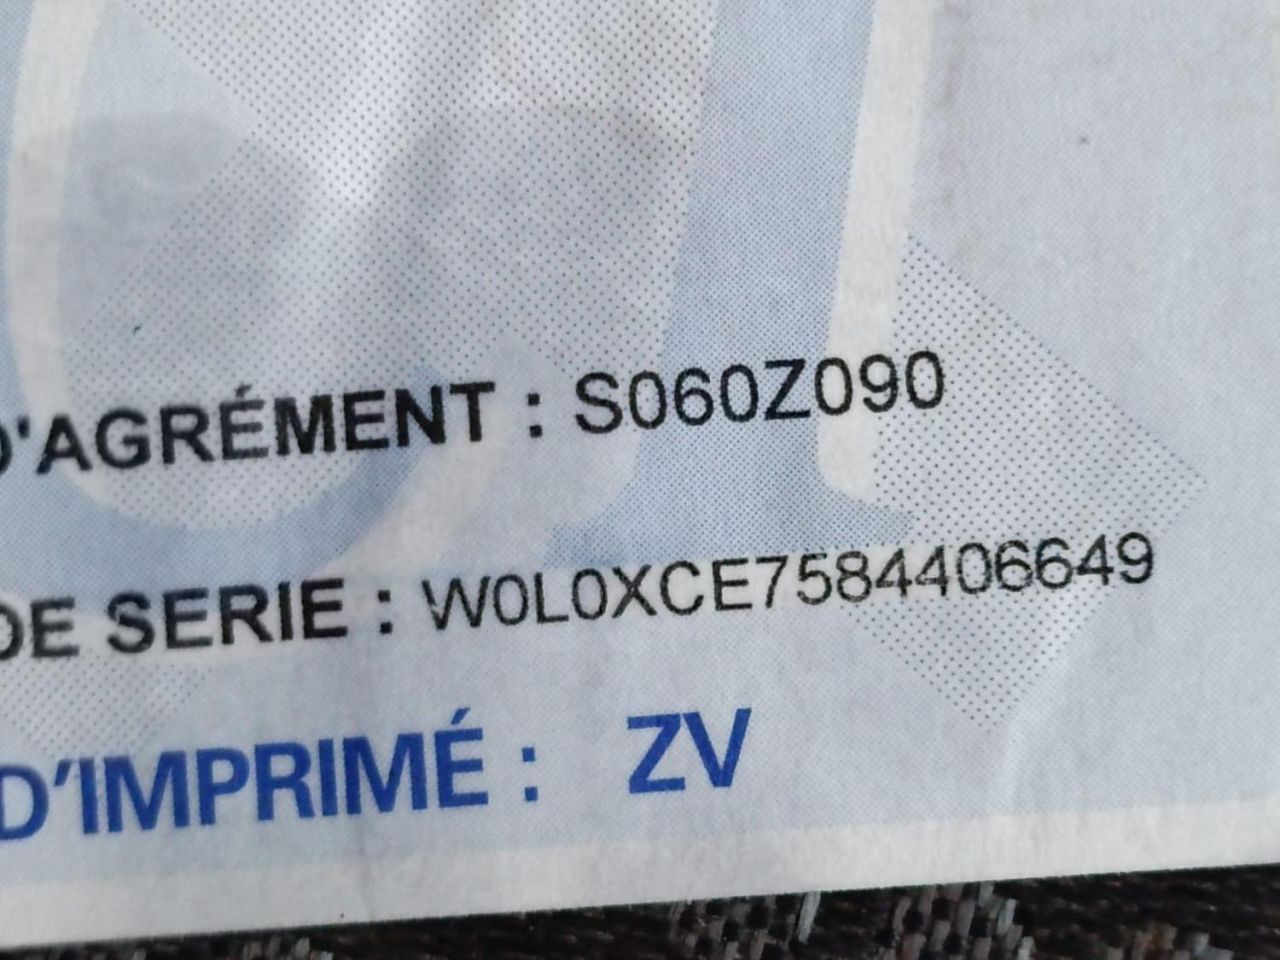 D'AGRÉMENT : S060Z090
DE SERIE : W0L0XCE7584406649
D'IMPRIMÉ : ZV